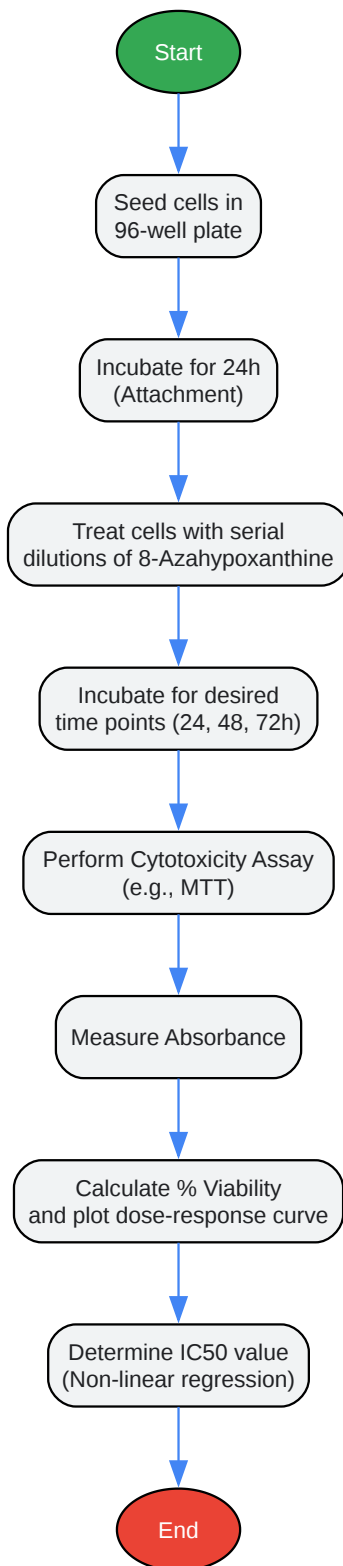 Start
Seed cells in
96-well plate
Incubate for 24h
(Attachment)
Treat cells with serial
dilutions of 8-Azahypoxanthine
Incubate for desired
time points (24, 48, 72h)
Perform Cytotoxicity Assay
(e.g., MTT)
Measure Absorbance
Calculate % Viability
and plot dose-response curve
Determine IC50 value
(Non-linear regression)
End